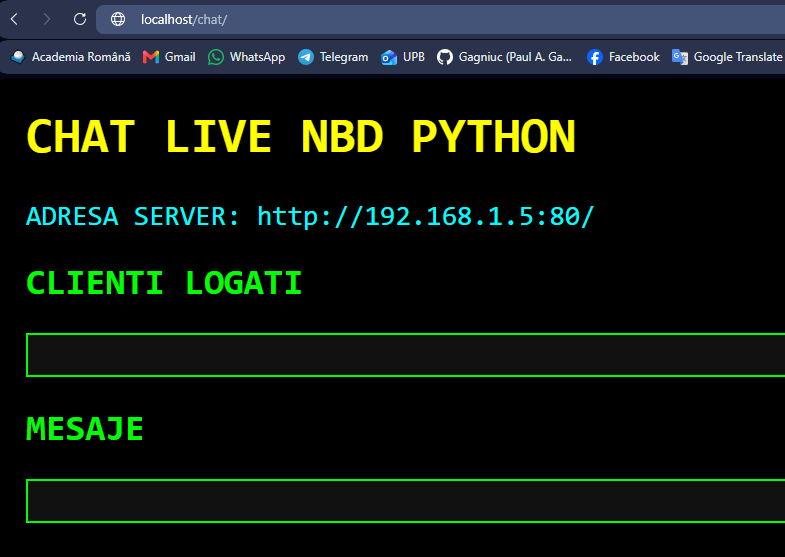 localhost/chat/
Academia Română Gmail WhatsApp Telegram UPB Gagniuc (Paul A. Ga... Facebook Google Translate
CHAT LIVE NBD PYTHON
ADRESA SERVER: http://192.168.1.5:80/
CLIENTI LOGATI
MESAJE